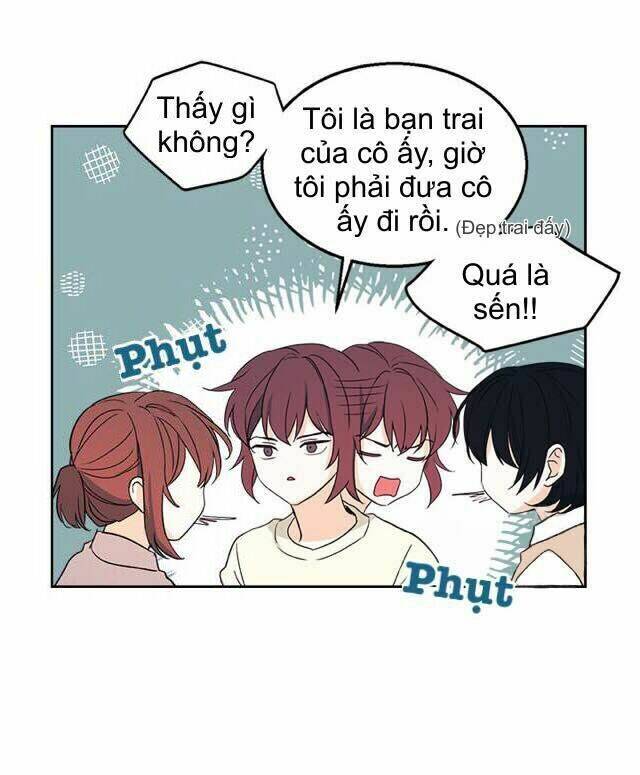 Thấy gì
không?
Tôi là bạn trai
của cô ấy, giờ
tôi phải đưa cô
ấy đi rồi. (Đẹp trai đấy)
Quá là
sến!!
Phụt
Phụt